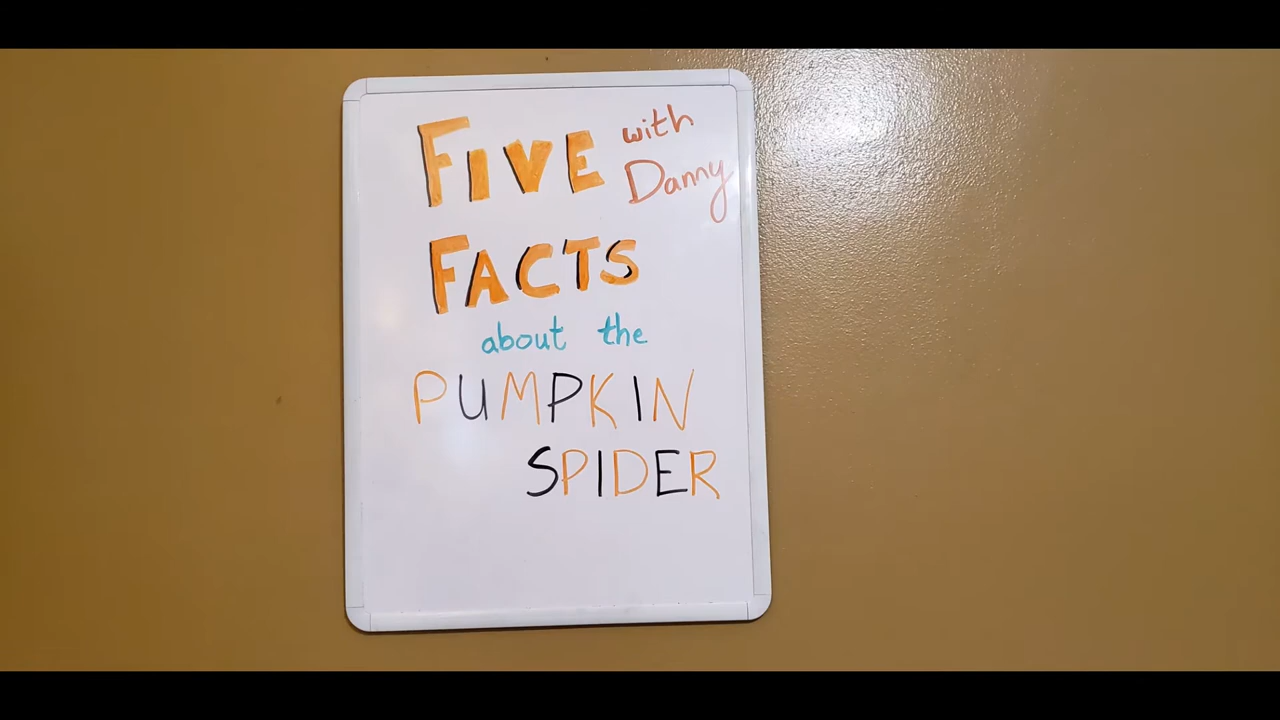 FIVE with
Danny
FACTS
about the
PUMPKIN
SPIDER